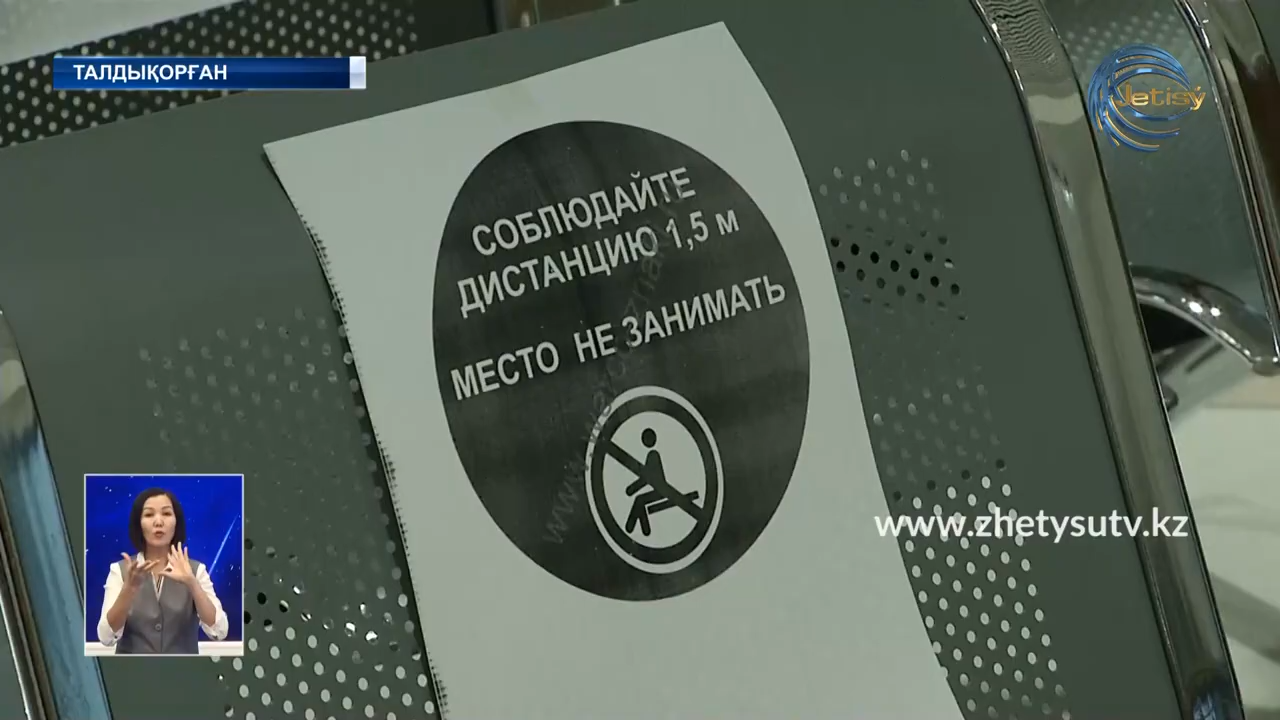 ТАЛДЫҚОРҒАН
Jetisý
СОБЛЮДАЙТЕ
ДИСТАНЦИЮ 1,5 м
МЕСТО НЕ ЗАНИМАТЬ
www.zhetysutv.kz